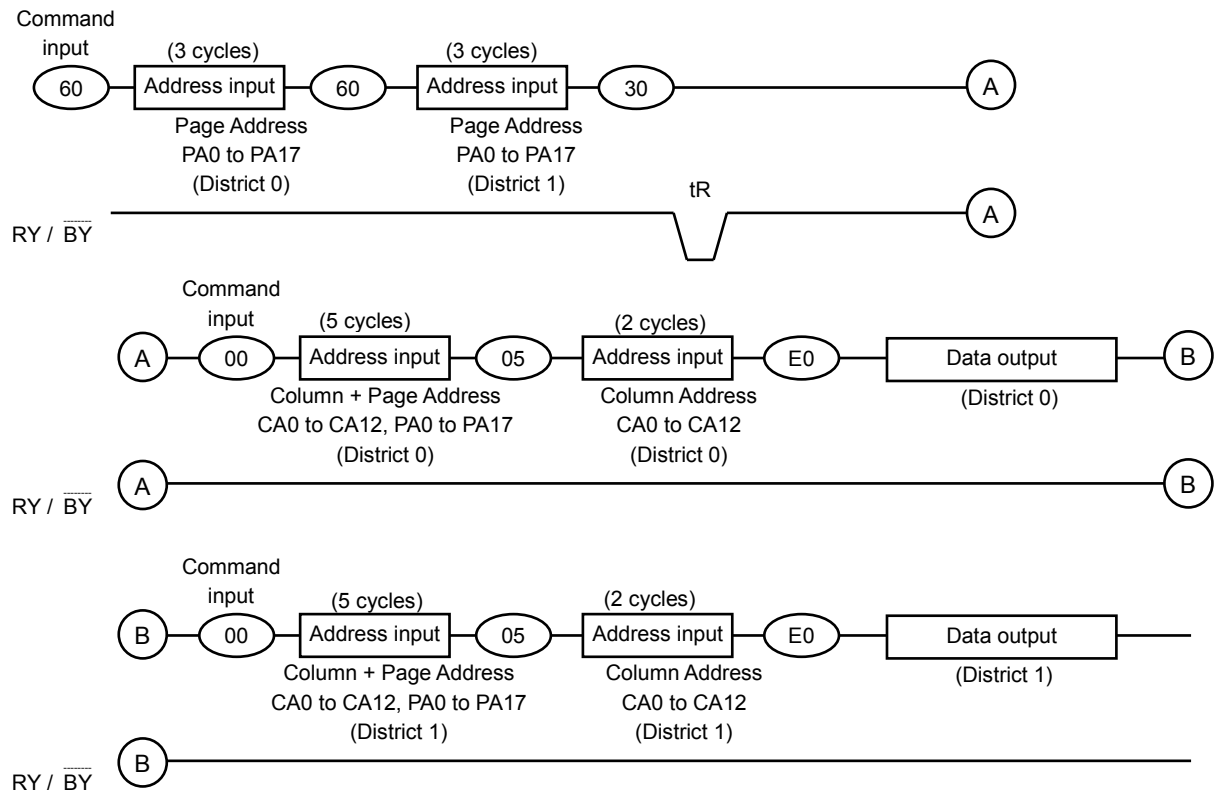 Command
input
(3 cycles)
(3 cycles)
60
Address input
60
Address input
30
A
Page Address
PA0 to PA17
(District 0)
Page Address
PA0 to PA17
(District 1)
tR
A
RY / BY
Command
input
(5 cycles)
(2 cycles)
A
00
Address input
05
Address input
E0
Data output
B
Column + Page Address
CA0 to CA12, PA0 to PA17
(District 0)
Column Address
CA0 to CA12
(District 0)
(District 0)
A
B
RY / BY
Command
input
(5 cycles)
(2 cycles)
B
00
Address input
05
Address input
E0
Data output
Column + Page Address
CA0 to CA12, PA0 to PA17
(District 1)
Column Address
CA0 to CA12
(District 1)
(District 1)
B
RY / BY